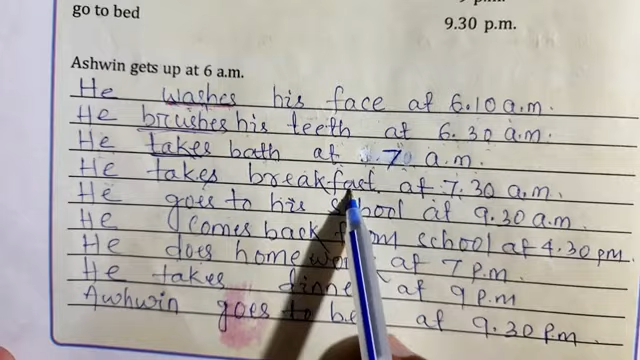 9 p.m.
go to bed
9.30 p.m.
Ashwin gets up at 6 a.m.
He washes his face at 6.10 a.m.
He brushes his teeth at 6.30 a.m.
He takes bath at 7 a.m.
He takes breakfast at 7.30 a.m.
He goes to his school at 9.30 a.m.
He comes back from school at 4.30 p.m.
He does homework at 7 p.m.
He takes dinner at 9 p.m
Awhwin goes to bed at 9.30 p.m.